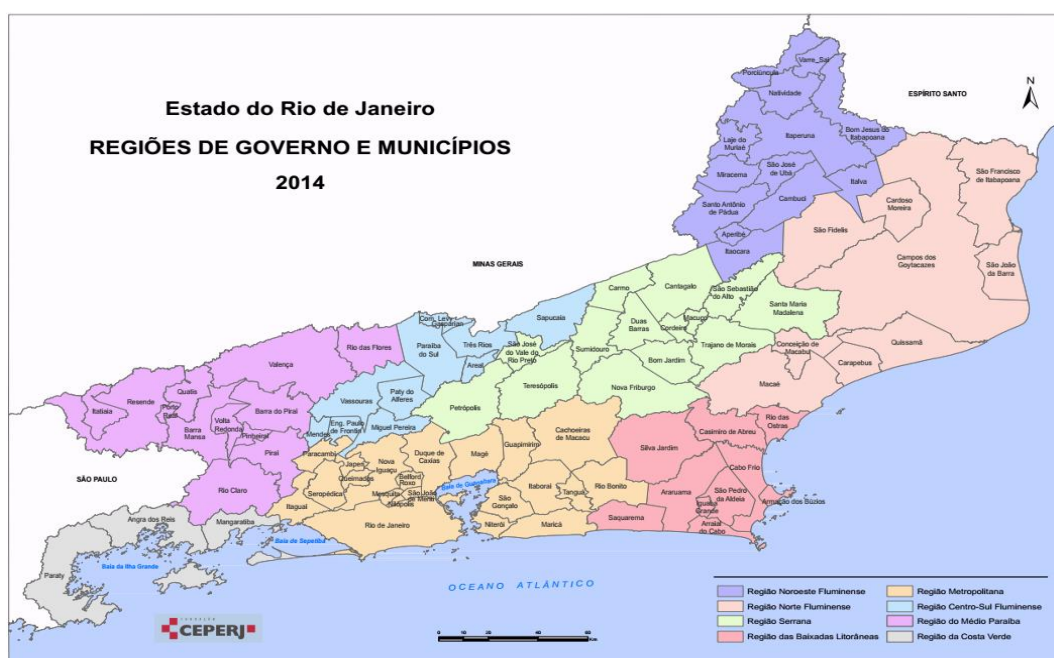 Estado do Rio de Janeiro
REGIÕES DE GOVERNO E MUNICÍPIOS
2014
ESPÍRITO SANTO
N
MINAS GERAIS
SÃO PAULO
Varre_Sai
Porciúncula
Natividade
Bom Jesus do
Itabapoana
Itaperuna
Laje do
Muriaé
São José
de Ubá
Miracema
Italva
Santo Antônio
de Pádua
Cambuci
Aperibé
Itaocara
São Francisco
de Itabapoana
Cardoso
Moreira
São Fidelis
Campos dos
Goytacazes
São João
da Barra
Quissamã
Conceição de
Macabu
Carapebus
Macaé
Carmo
Cantagalo
São Sebastião
do Alto
Santa Maria
Madalena
Macuco
Cordeiro
Duas
Barras
Sumidouro
Trajano de Morais
Bom Jardim
São José
do Vale do
Rio Preto
Nova Friburgo
Teresópolis
Petrópolis
Sapucaia
Com. Levy
Gasparian
Três Rios
Paraíba
do Sul
Areal
Paty do
Alferes
Vassouras
Miguel Pereira
Eng. Paulo
de Frontin
Mendes
Rio das Flores
Valença
Quatis
Resende
Itatiaia
Porto
Real
Barra do Piraí
Volta
Redonda
Barra
Mansa
Pinheiral
Piraí
Rio Claro
Paracambi
Japeri
Nova
Iguaçu
Duque de
Caxias
Magé
Guapimirim
Cachoeiras
de Macacu
Queimados
Belford
Roxo
Seropédica
Mesquita
São João
de Meriti
Nilópolis
Itaguaí
Rio de Janeiro
Baía de Guanabara
Itaboraí
Tanguá
Rio Bonito
São
Gonçalo
Niterói
Maricá
Silva Jardim
Casimiro de Abreu
Rio das
Ostras
Cabo Frio
Araruama
São Pedro
da Aldeia
Iguaba
Grande
Armação dos Búzios
Saquarema
Arraial
do Cabo
Angra dos Reis
Mangaratiba
Paraty
Baía da Ilha Grande
Baía de Sepetiba
OCEANO ATLÂNTICO
CEPERJ
Região Noroeste Fluminense
Região Norte Fluminense
Região Serrana
Região das Baixadas Litorâneas
Região Metropolitana
Região Centro-Sul Fluminense
Região do Médio Paraíba
Região da Costa Verde